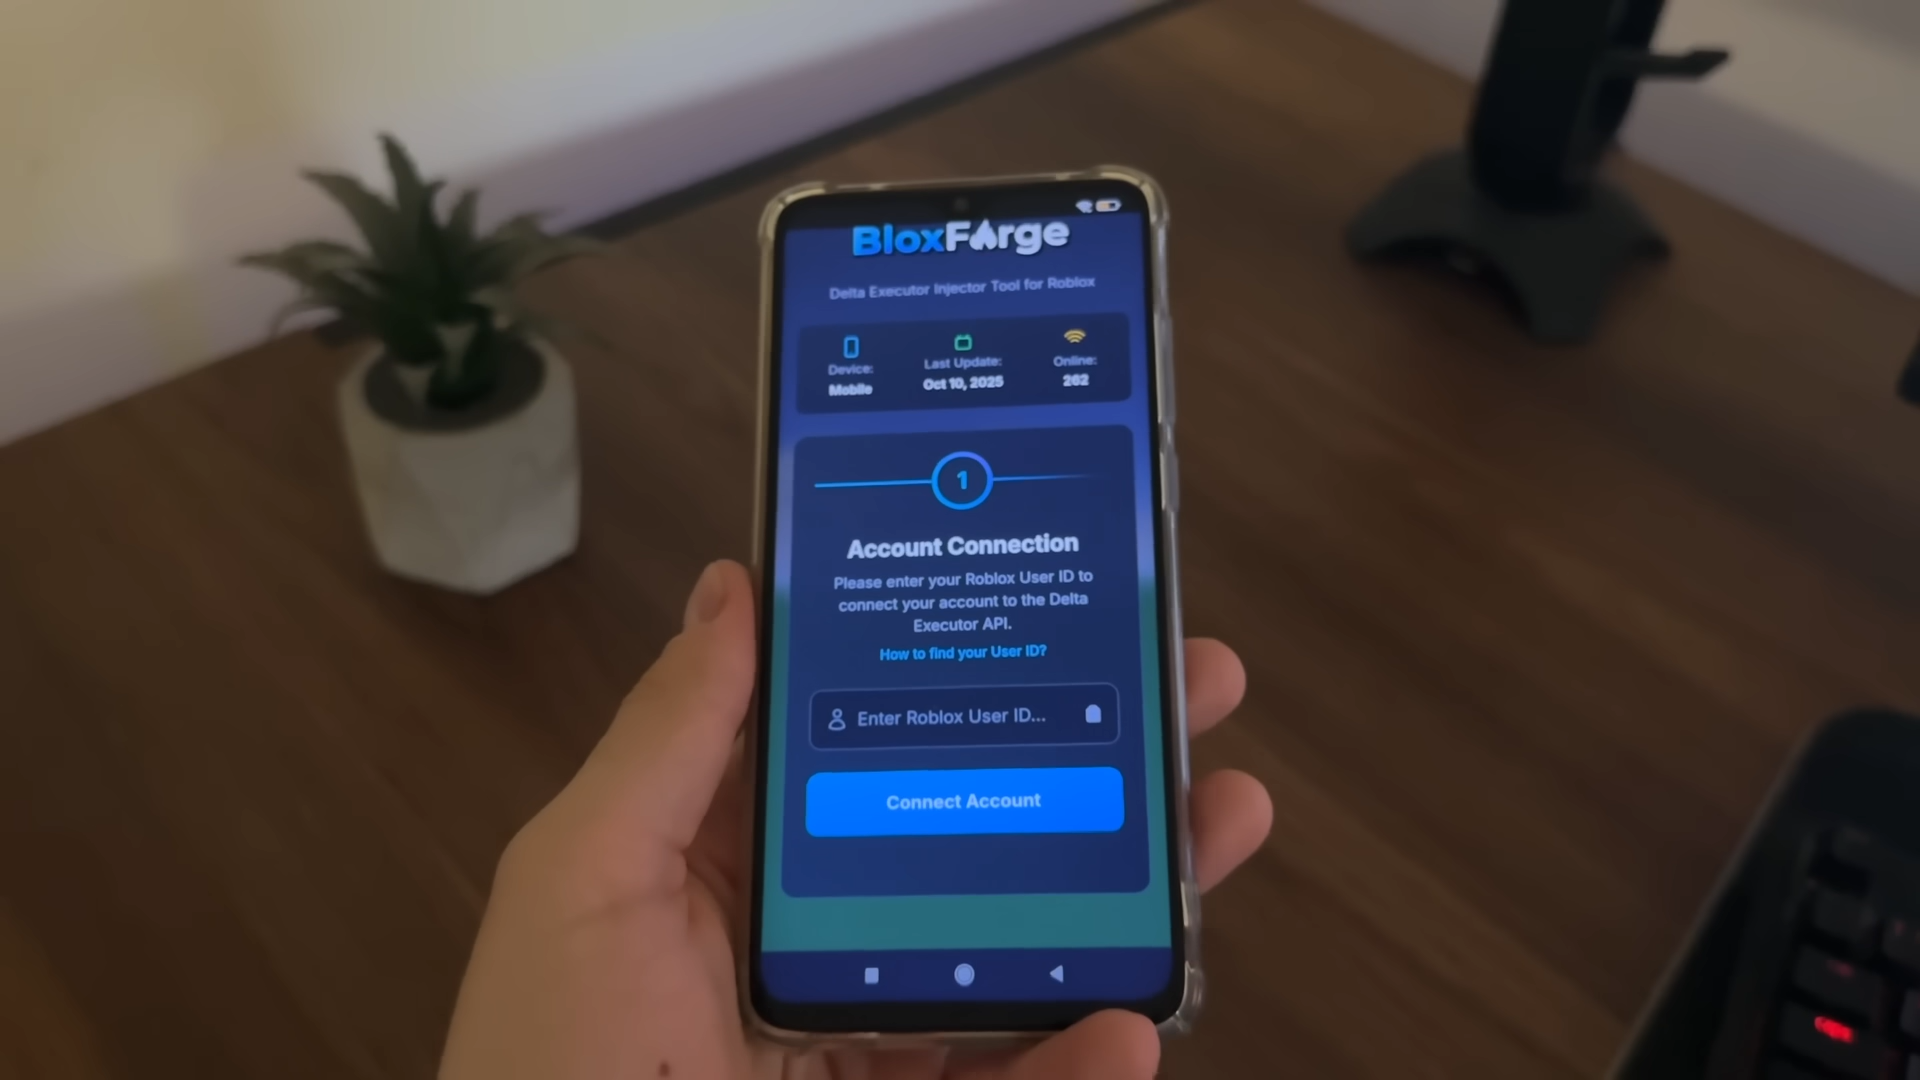 BloxForge
Delta Executor Injector Tool for Roblox
Device:
Mobile
Last Update:
Oct 10, 2025
Online:
262
1
Account Connection
Please enter your Roblox User ID to
connect your account to the Delta
Executor API.
How to find your User ID?
Enter Roblox User ID...
Connect Account